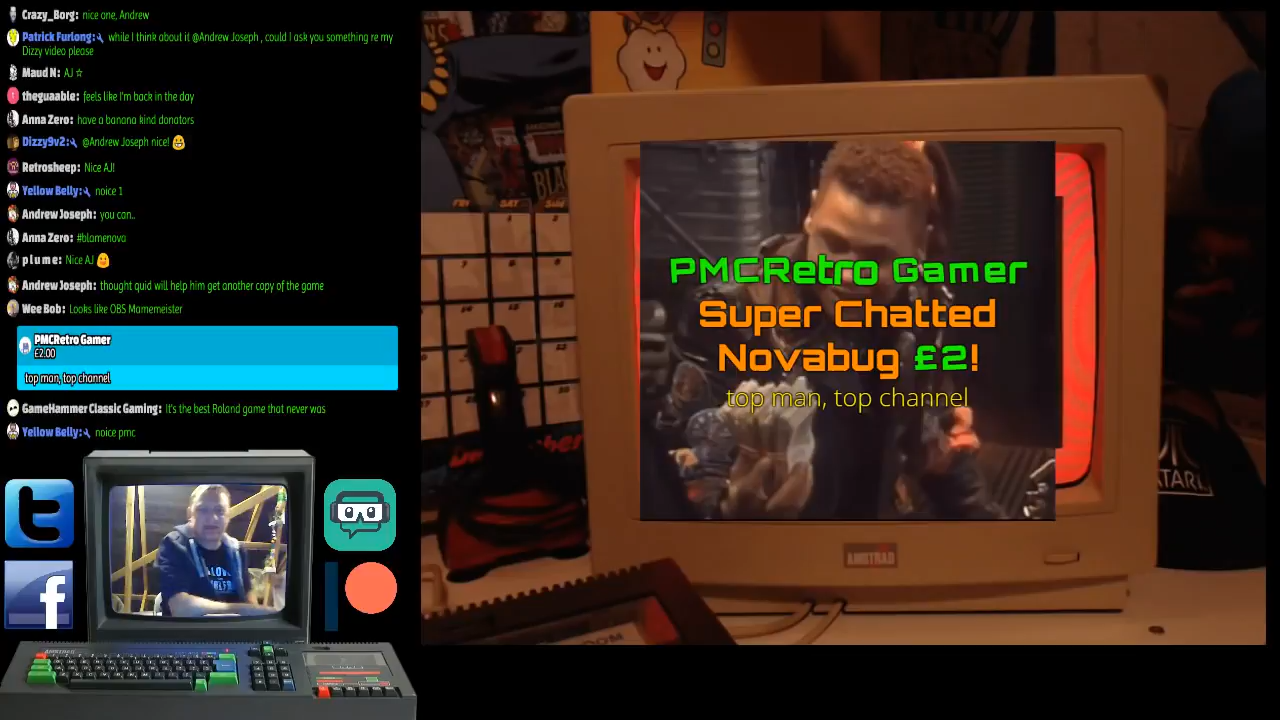 Crazy_Borg: nice one, Andrew
Patrick Furlong: while I think about it @Andrew Joseph , could I ask you something re my
Dizzy video please
Maud N: AJ ☆
theguaable: feels like I'm back in the day
Anna Zero: have a banana kind donators
Dizzy9v2: @Andrew Joseph nice! 😀
Retrosheep: Nice AJ!
Yellow Belly: noice 1
Andrew Joseph: you can..
Anna Zero: #blamenova
p l u m e: Nice AJ
Andrew Joseph: thought quid will help him get another copy of the game
Wee Bob: Looks like OBS Mamemeister
PMCRetro Gamer
£2.00
top man, top channel
GameHammer Classic Gaming: It's the best Roland game that never was
Yellow Belly: noice pmc
PMCRetro Gamer
Super Chatted
Novabug £2!
top man, top channel
FRI SAT
AMSTRAD
ATARI